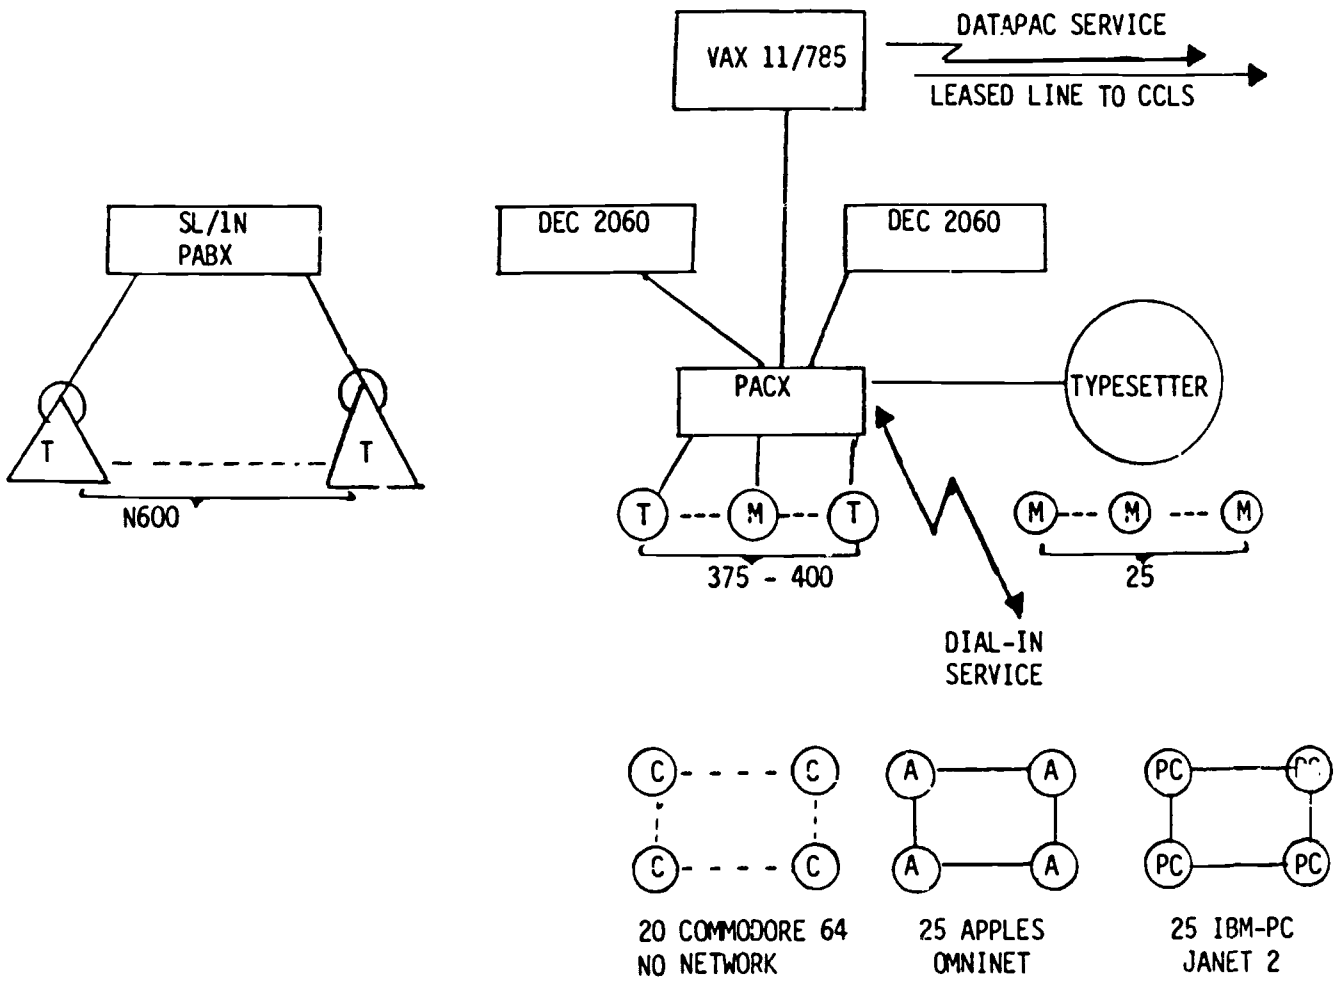 DATAPAC SERVICE
VAX 11/785
LEASED LINE TO CCLS
SL/1N
PABX
DEC 2060
DEC 2060
PACX
TYPESETTER
T
T
N600
T --- M --- T
M --- M --- M
375 - 400
25
DIAL-IN
SERVICE
C - - - - C
A A
PC
C - - - - C
A A
PC PC
20 COMMODORE 64
NO NETWORK
25 APPLES
OMNINET
25 IBM-PC
JANET 2